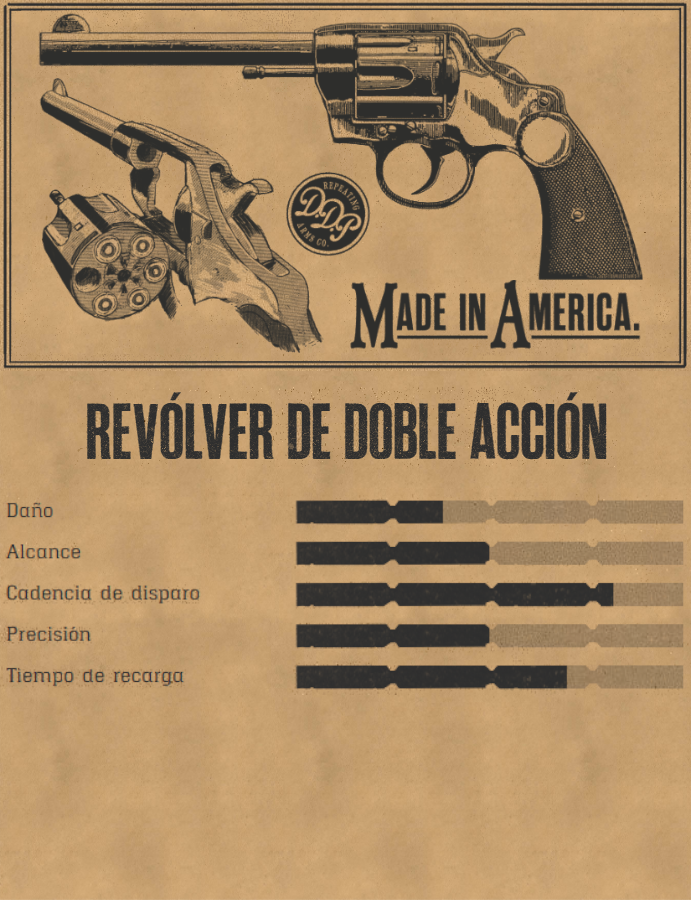 REPEATING
D.D.P
ARMS CO.
MADE IN AMERICA.
REVÓLVER DE DOBLE ACCIÓN
Daño
Alcance
Cadencia de disparo
Precisión
Tiempo de recarga